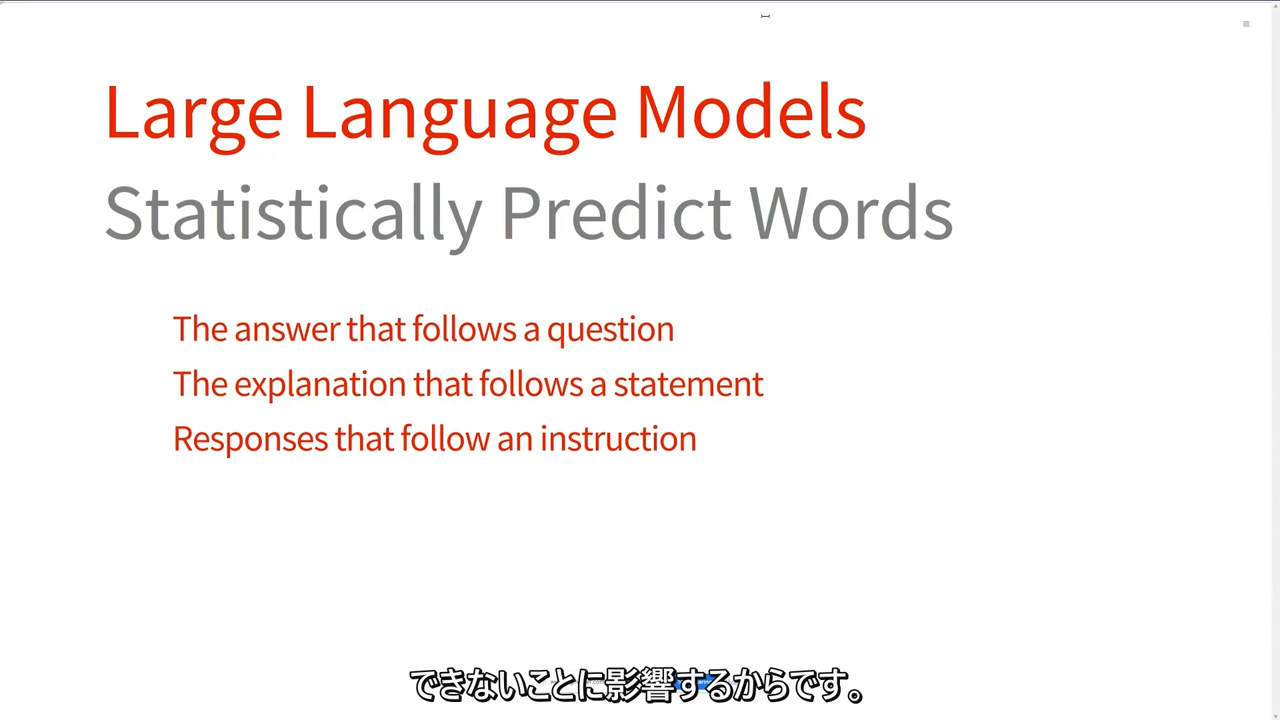 Large Language Models
Statistically Predict Words
The answer that follows a question
The explanation that follows a statement
Responses that follow an instruction
できないことに影響するからです。